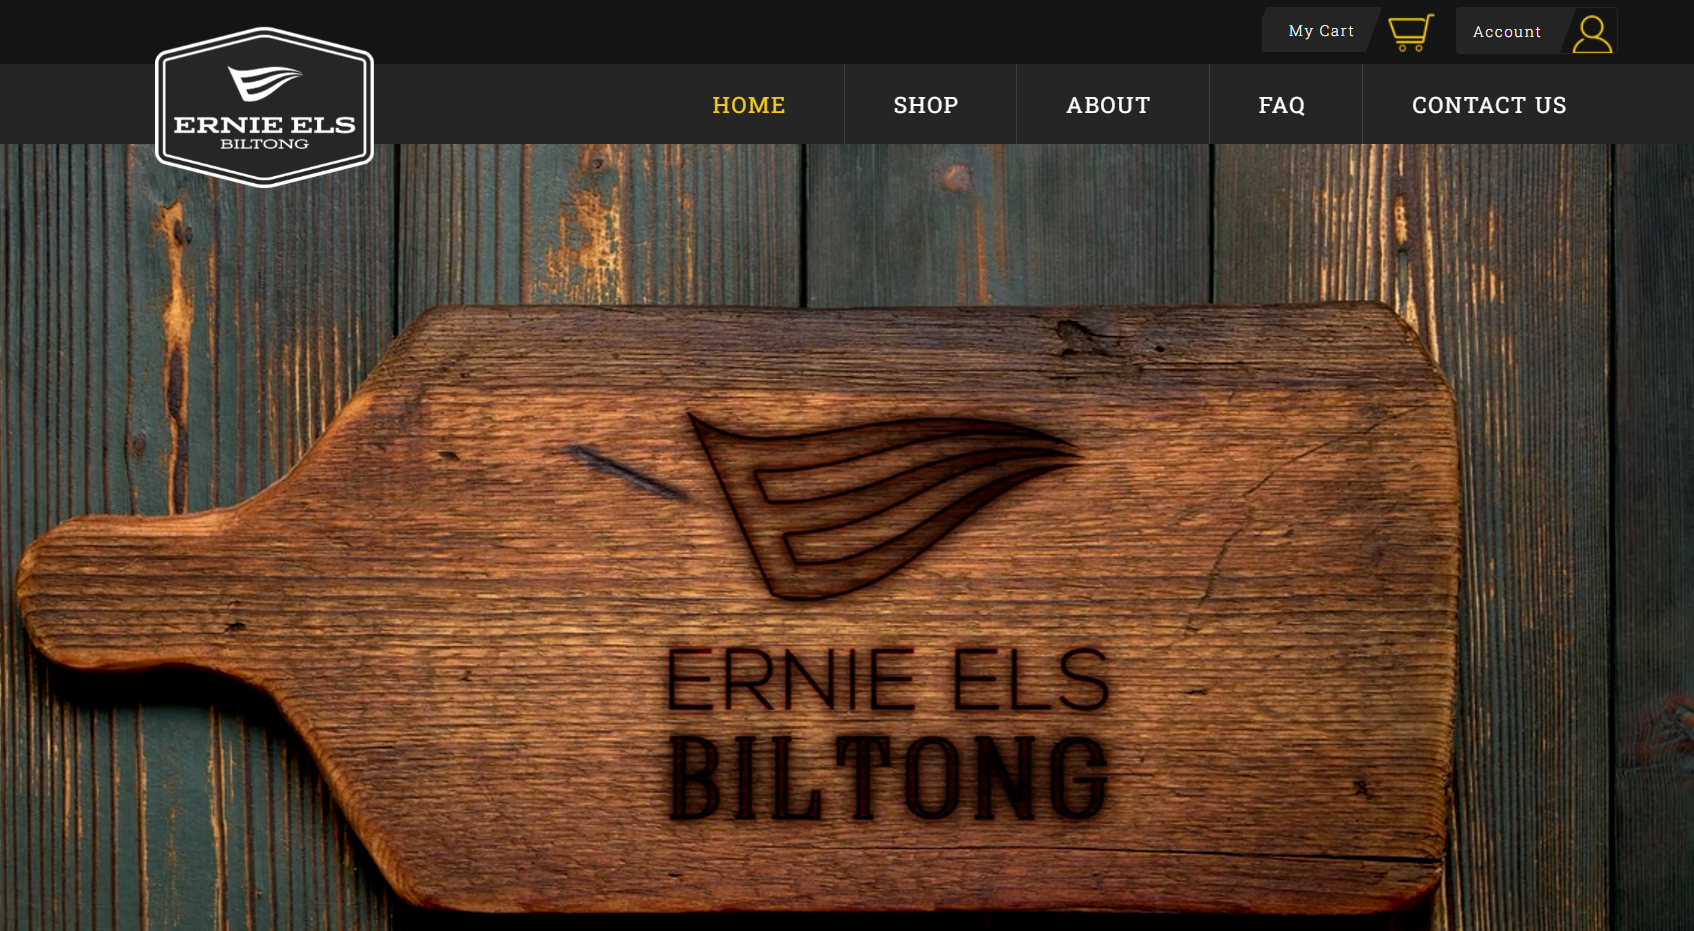 My Cart
Account
ERNIE ELS
BILTONG
HOME
SHOP
ABOUT
FAQ
CONTACT US
ERNIE ELS
BILTONG